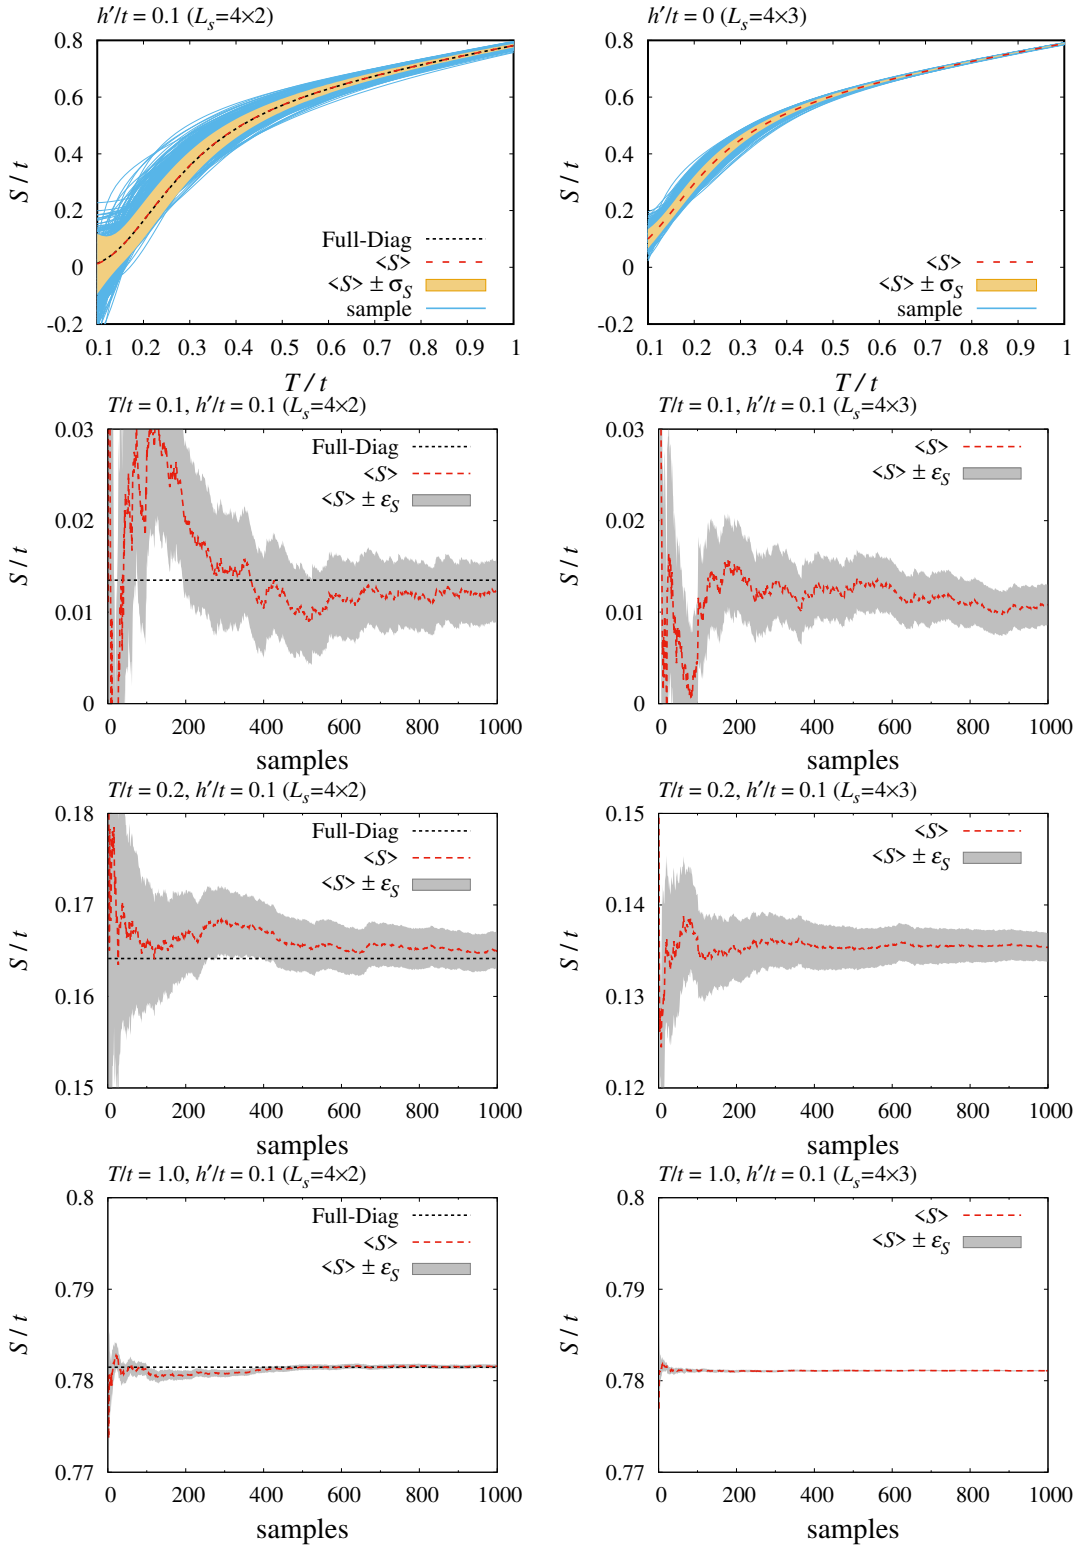 h′/t = 0.1 (Ls=4×2)
0.8
0.6
0.4
0.2
0
-0.2
S / t
Full-Diag
<S>
<S> ± σS
sample
0.1 0.2 0.3 0.4 0.5 0.6 0.7 0.8 0.9 1
T / t
h′/t = 0 (Ls=4×3)
0.8
0.6
0.4
0.2
0
-0.2
S / t
<S>
<S> ± σS
sample
0.1 0.2 0.3 0.4 0.5 0.6 0.7 0.8 0.9 1
T / t
T/t = 0.1, h′/t = 0.1 (Ls=4×2)
0.03
0.02
0.01
0
S / t
Full-Diag
<S>
<S> ± εS
0 200 400 600 800 1000
samples
T/t = 0.1, h′/t = 0.1 (Ls=4×3)
0.03
0.02
0.01
0
S / t
<S>
<S> ± εS
0 200 400 600 800 1000
samples
T/t = 0.2, h′/t = 0.1 (Ls=4×2)
0.18
0.17
0.16
0.15
S / t
Full-Diag
<S>
<S> ± εS
0 200 400 600 800 1000
samples
T/t = 0.2, h′/t = 0.1 (Ls=4×3)
0.15
0.14
0.13
0.12
S / t
<S>
<S> ± εS
0 200 400 600 800 1000
samples
T/t = 1.0, h′/t = 0.1 (Ls=4×2)
0.8
0.79
0.78
0.77
S / t
Full-Diag
<S>
<S> ± εS
0 200 400 600 800 1000
samples
T/t = 1.0, h′/t = 0.1 (Ls=4×3)
0.8
0.79
0.78
0.77
S / t
<S>
<S> ± εS
0 200 400 600 800 1000
samples